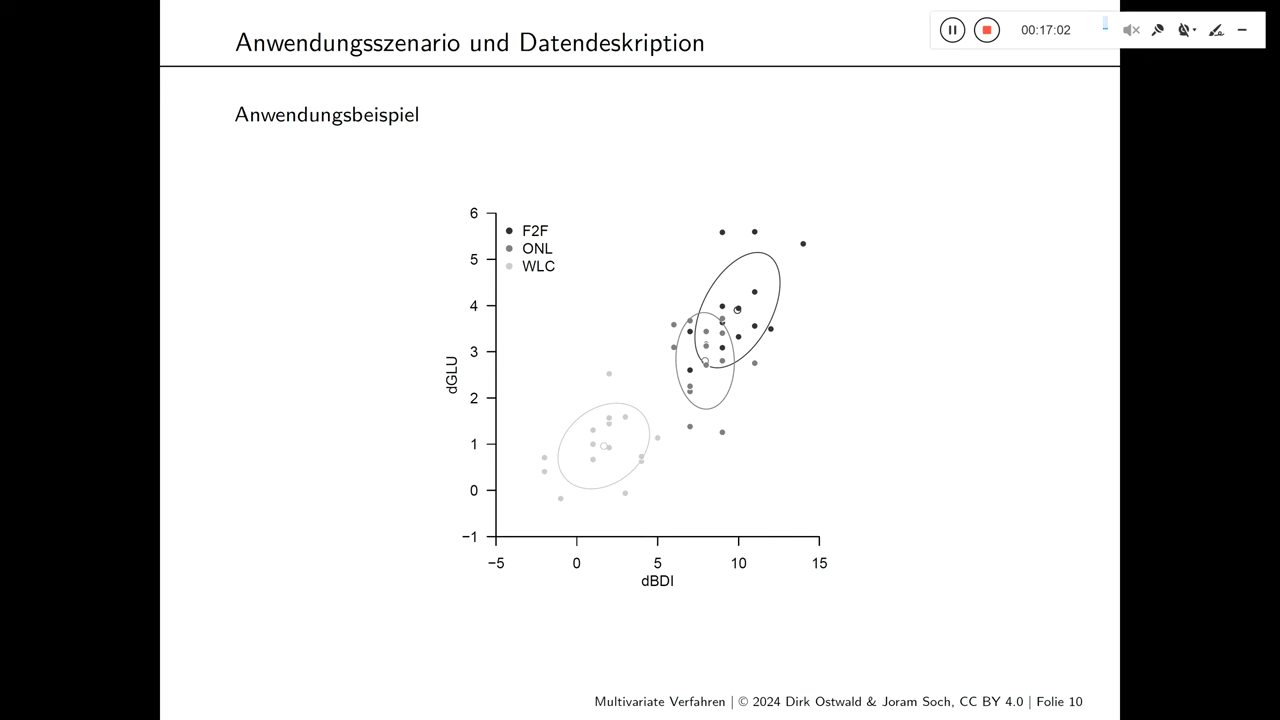 Anwendungsszenario und Datendeskription
00:17:02
Anwendungsbeispiel
6
5
4
3
2
1
0
−1
dGLU
F2F
ONL
WLC
−5
0
5
10
15
dBDI
Multivariate Verfahren | © 2024 Dirk Ostwald & Joram Soch, CC BY 4.0 | Folie 10